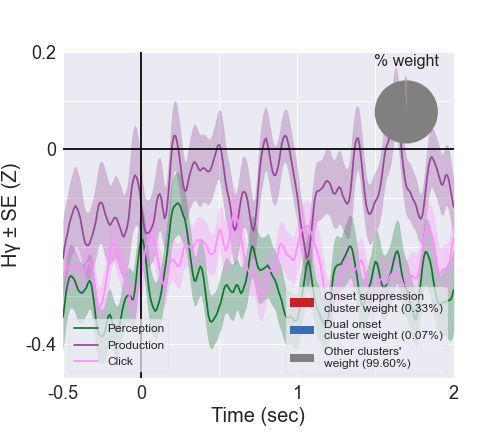 0.2
% weight
0
Hγ ± SE (Z)
-0.4
Perception
Production
Click
Onset suppression
cluster weight (0.33%)
Dual onset
cluster weight (0.07%)
Other clusters'
weight (99.60%)
-0.5
0
1
2
Time (sec)